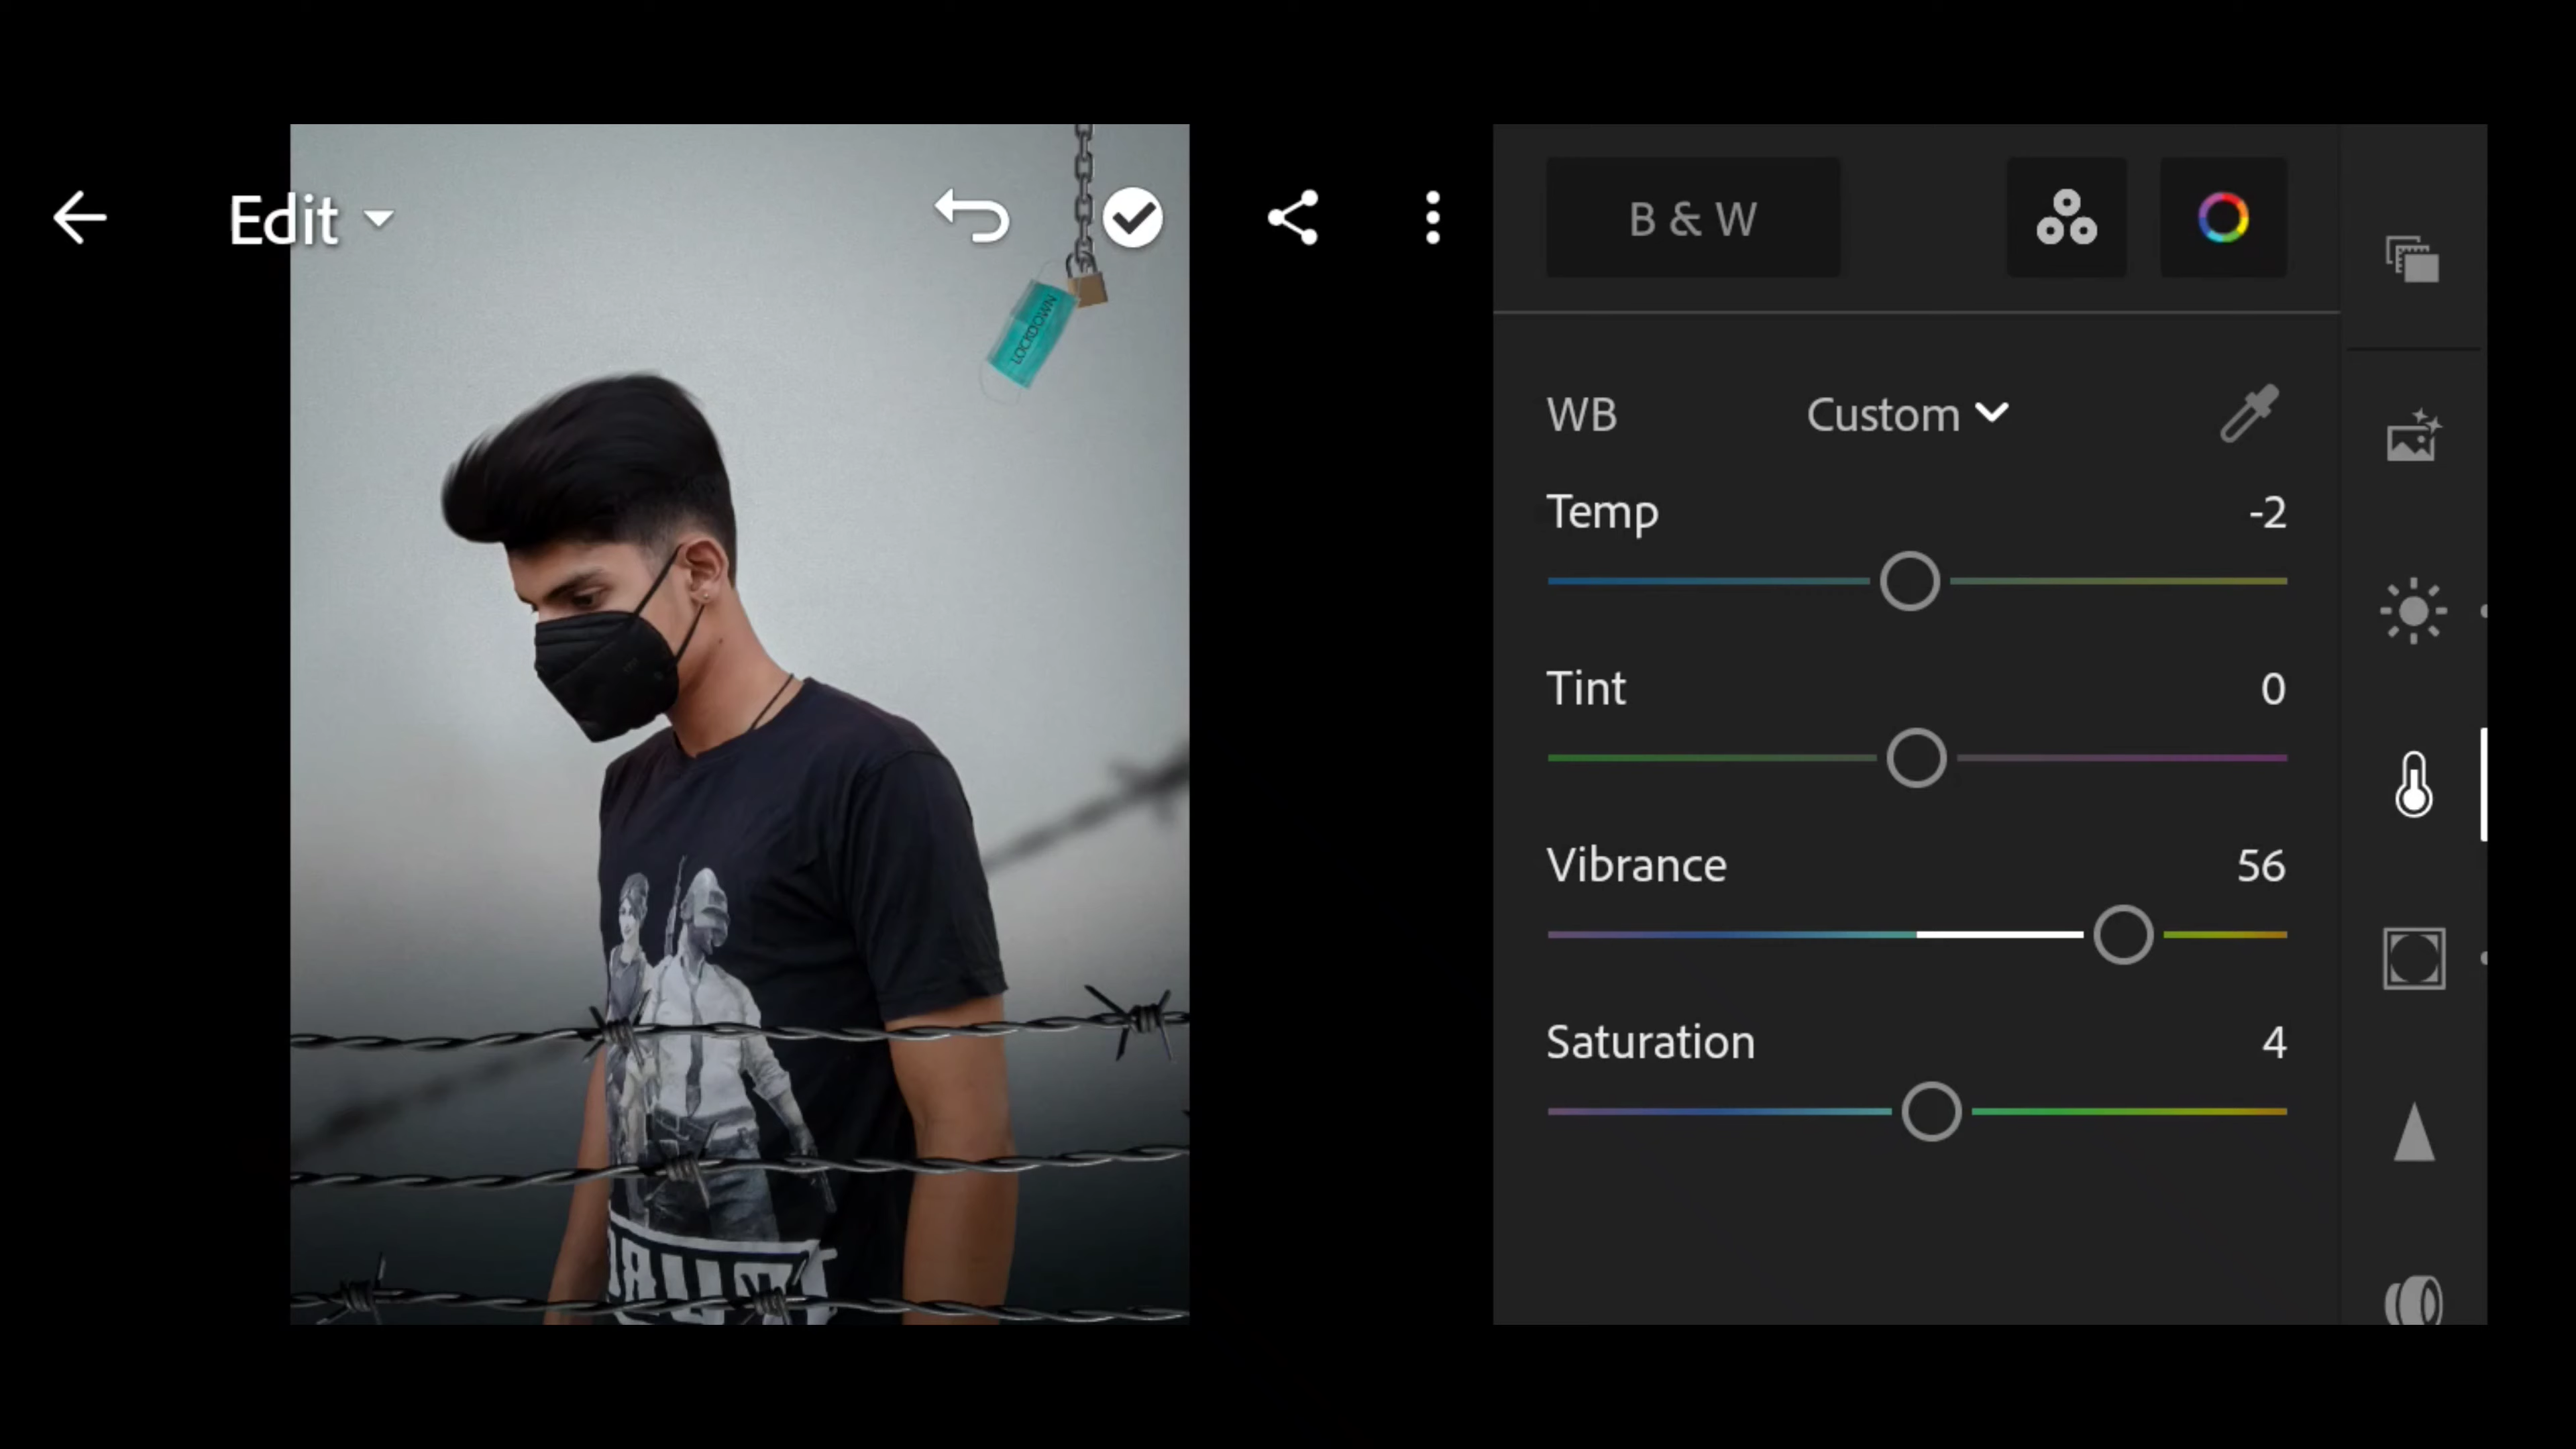 Edit
B & W
LOCKDOWN
WB Custom
Temp -2
Tint 0
Vibrance 56
Saturation 4